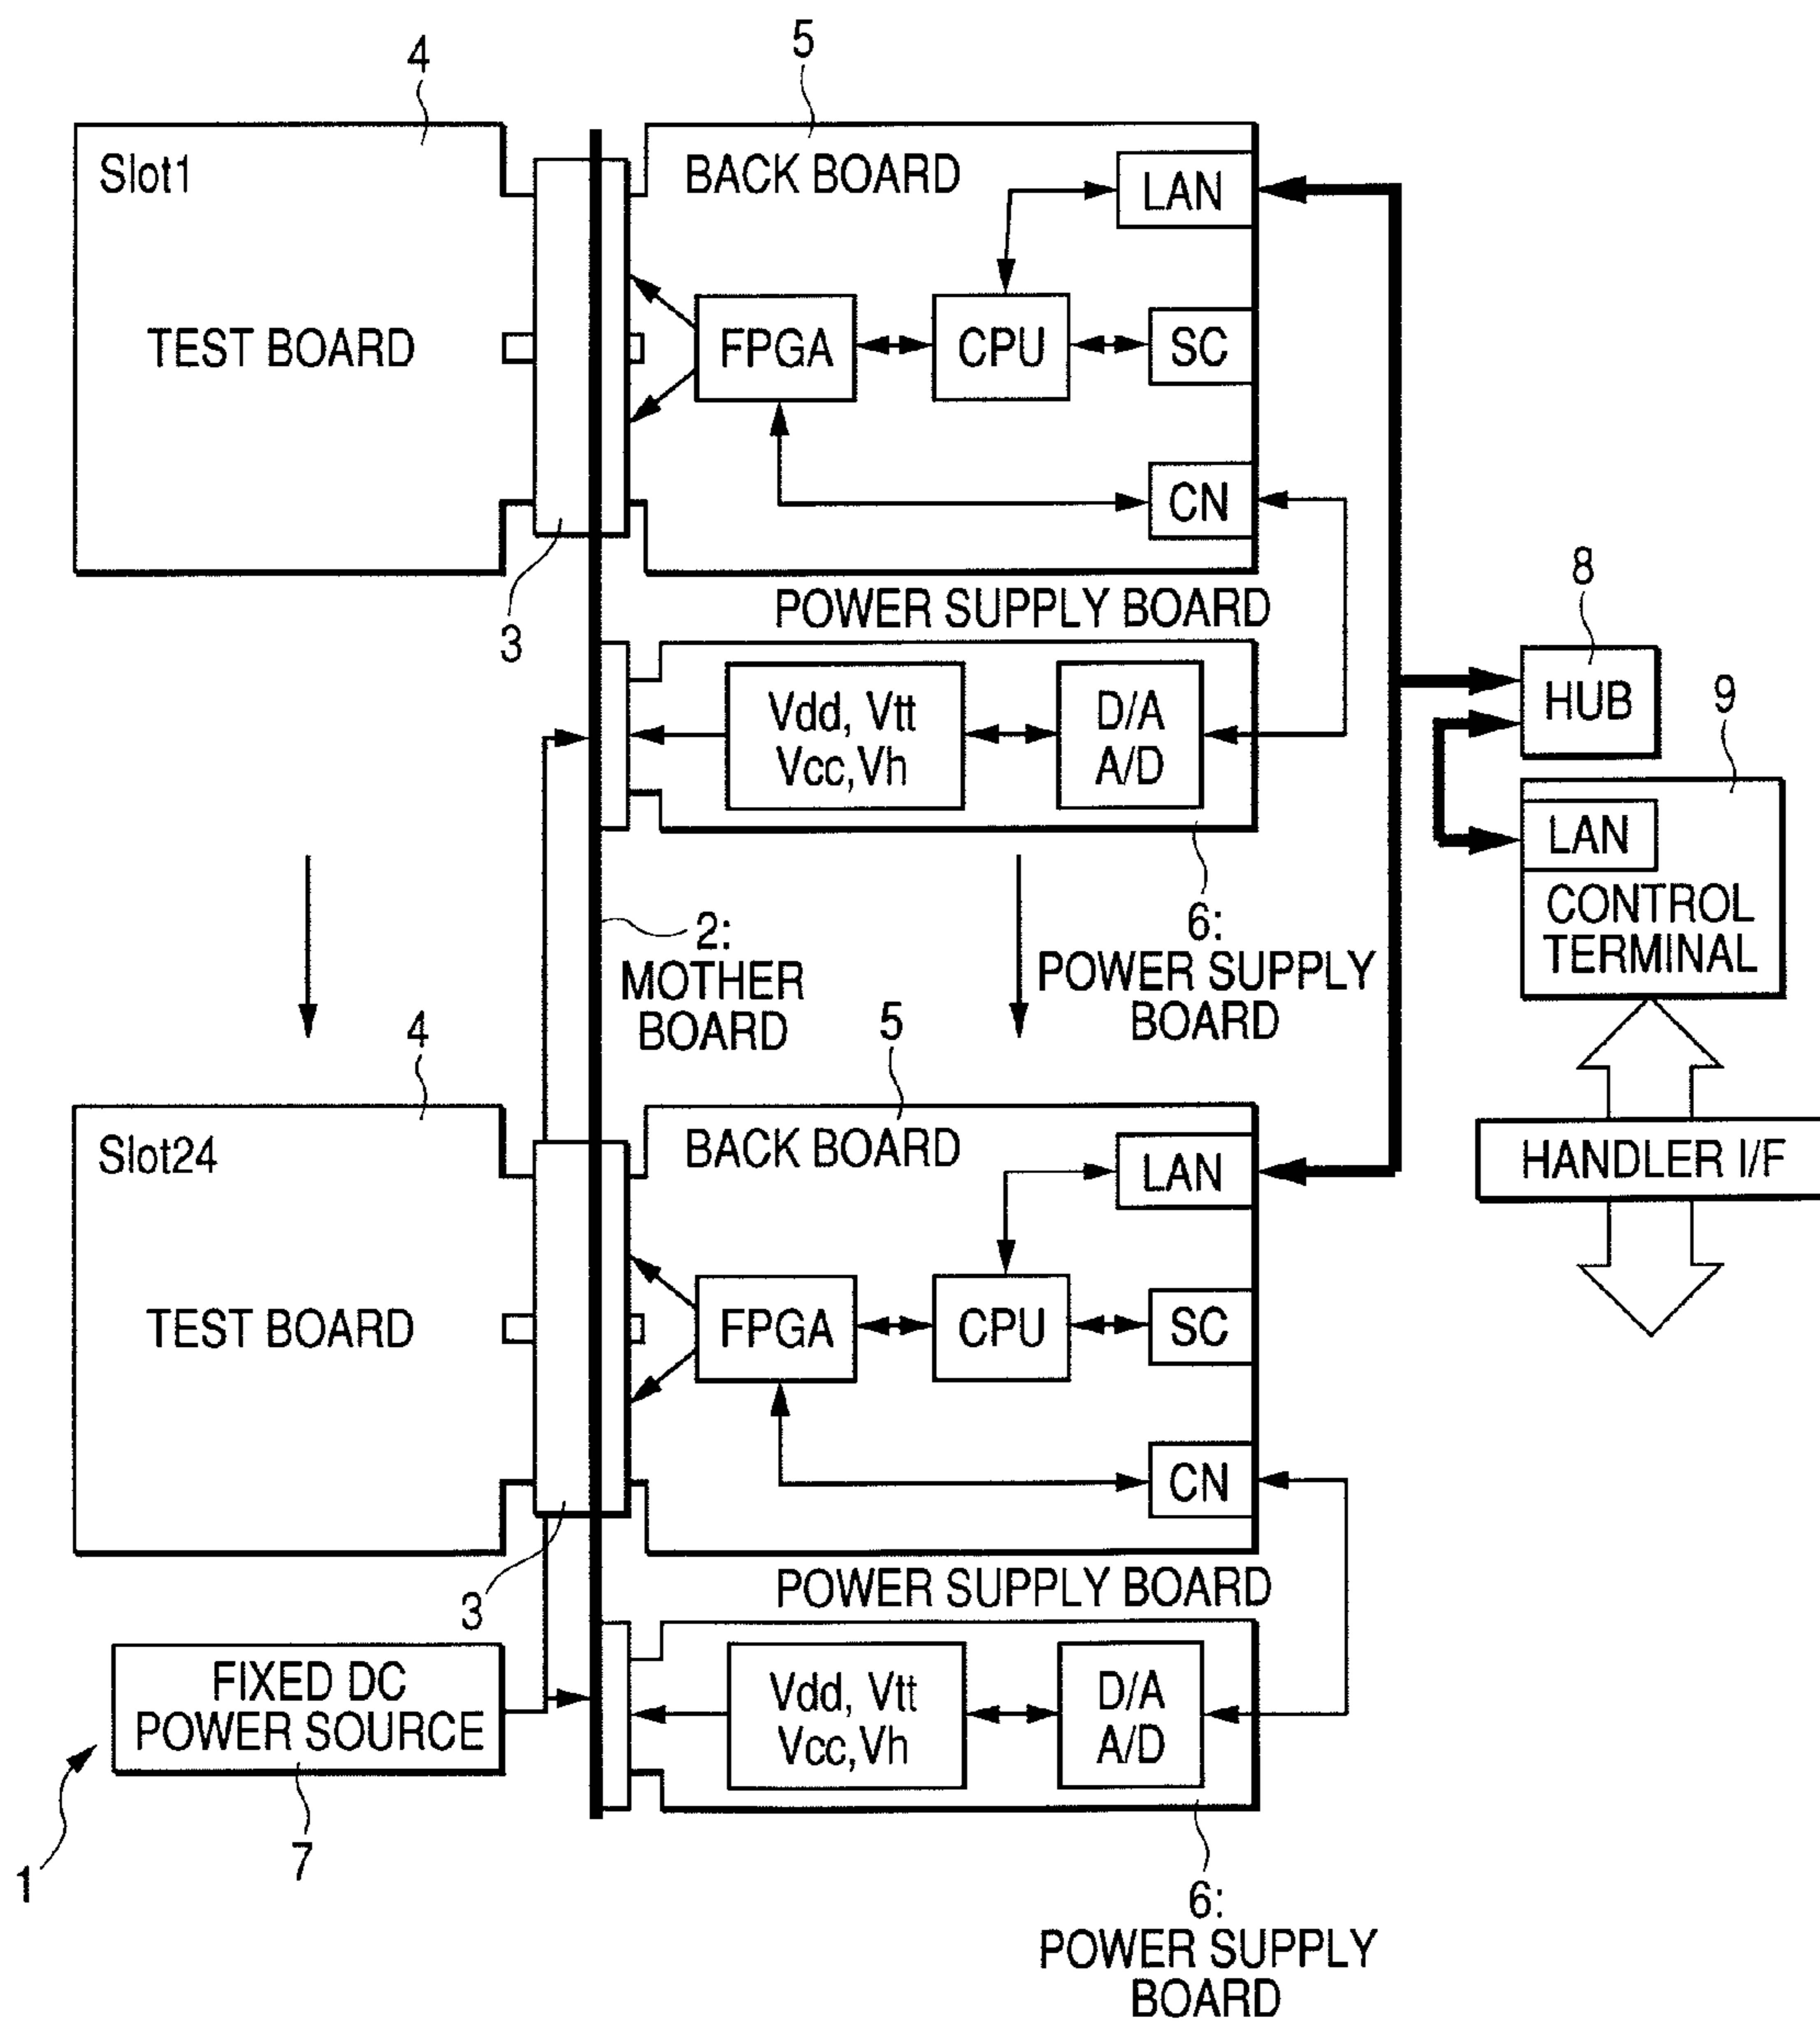 4
5
Slot1
BACK BOARD
LAN
TEST BOARD
FPGA
CPU
SC
CN
3
POWER SUPPLY BOARD
8
HUB
Vdd, Vtt
Vcc,Vh
D/A
A/D
9
LAN
CONTROL
TERMINAL
2:
MOTHER
BOARD
6:
POWER SUPPLY
BOARD
4
5
Slot24
BACK BOARD
LAN
HANDLER I/F
TEST BOARD
FPGA
CPU
SC
CN
3
POWER SUPPLY BOARD
FIXED DC
POWER SOURCE
Vdd, Vtt
Vcc,Vh
D/A
A/D
1
7
6:
POWER SUPPLY
BOARD